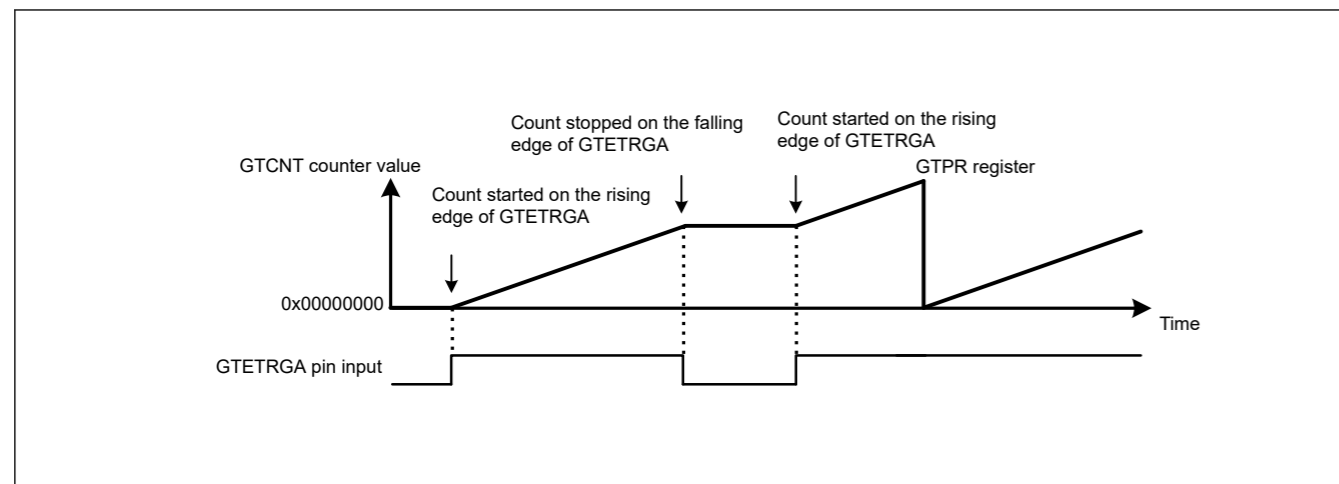 Count stopped on the falling
edge of GTETRGA
Count started on the rising
edge of GTETRGA
GTCNT counter value
GTPR register
Count started on the rising
edge of GTETRGA
0x00000000
Time
GTETRGA pin input